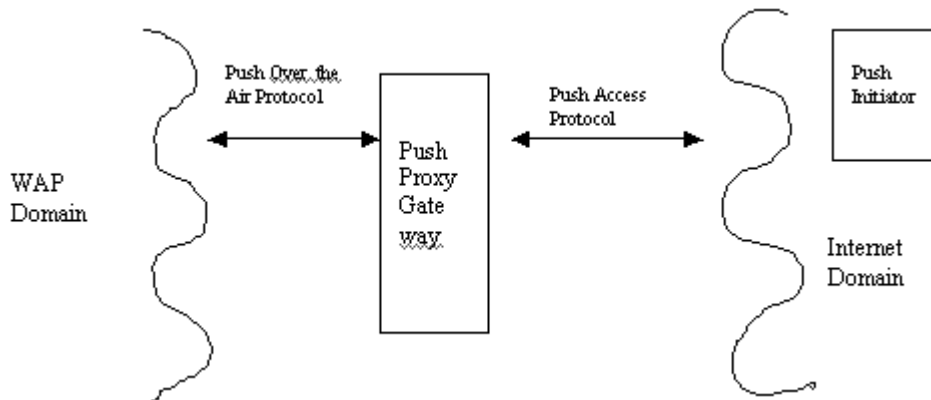 Push Over the
Air Protocol
Push Access
Protocol
Push
Initiator
Push
Proxy
Gate
way
WAP
Domain
Internet
Domain